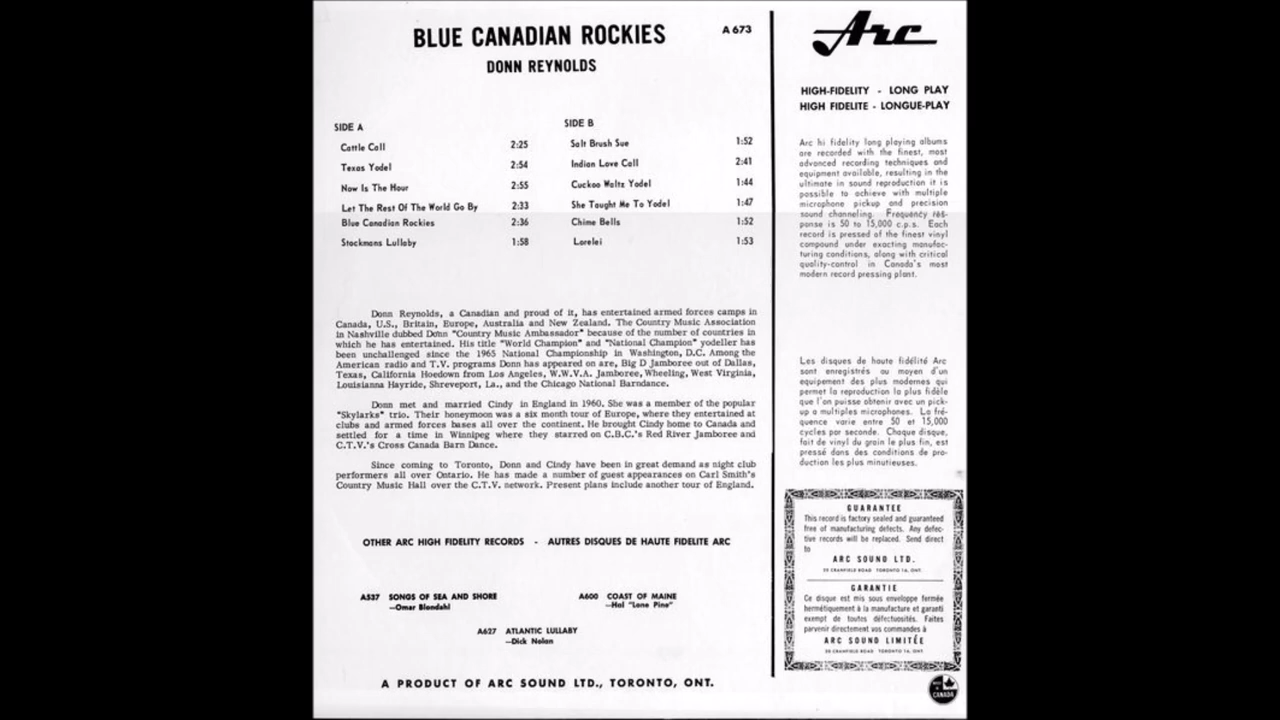 BLUE CANADIAN ROCKIES
A 673
DONN REYNOLDS
SIDE A
Cattle Call 2:25
Texas Yodel 2:54
Now Is The Hour 2:55
Let The Rest Of The World Go By 2:33
Blue Canadian Rockies 2:36
Stockmans Lullaby 1:58
SIDE B
Salt Brush Sue 1:52
Indian Love Call 2:41
Cuckoo Waltz Yodel 1:44
She Taught Me To Yodel 1:47
Chime Bells 1:52
Lorelei 1:53
Donn Reynolds, a Canadian and proud of it, has entertained armed forces camps in
Canada, U.S., Britain, Europe, Australia and New Zealand. The Country Music Association
in Nashville dubbed Donn "Country Music Ambassador" because of the number of countries in
which he has entertained. His title "World Champion" and "National Champion" yodeller has
been unchallenged since the 1965 National Championship in Washington, D.C. Among the
American radio and T.V. programs Donn has appeared on are, Big D Jamboree out of Dallas,
Texas, California Hoedown from Los Angeles, W.W.V.A. Jamboree, Wheeling, West Virginia,
Louisianna Hayride, Shreveport, La., and the Chicago National Barndance.
Donn met and married Cindy in England in 1960. She was a member of the popular
"Skylarks" trio. Their honeymoon was a six month tour of Europe, where they entertained at
clubs and armed forces bases all over the continent. He brought Cindy home to Canada and
settled for a time in Winnipeg where they starred on C.B.C.'s Red River Jamboree and
C.T.V.'s Cross Canada Barn Dance.
Since coming to Toronto, Donn and Cindy have been in great demand as night club
performers all over Ontario. He has made a number of guest appearances on Carl Smith's
Country Music Hall over the C.T.V. network. Present plans include another tour of England.
OTHER ARC HIGH FIDELITY RECORDS - AUTRES DISQUES DE HAUTE FIDELITE ARC
A537 SONGS OF SEA AND SHORE
—Omar Blondahl
A600 COAST OF MAINE
—Hal "Lone Pine"
A627 ATLANTIC LULLABY
—Dick Nolan
A PRODUCT OF ARC SOUND LTD., TORONTO, ONT.
Arc
HIGH-FIDELITY - LONG PLAY
HIGH FIDELITE - LONGUE-PLAY
Arc hi fidelity long playing albums
are recorded with the finest, most
advanced recording techniques and
equipment available, resulting in the
ultimate in sound reproduction it is
possible to achieve with multiple
microphone pickup and precision
sound channeling. Frequency res-
ponse is 50 to 15,000 c.p.s. Each
record is pressed of the finest vinyl
compound under exacting manufac-
turing conditions, along with critical
quality-control in Canada's most
modern record pressing plant.
Les disques de haute fidélité Arc
sont enregistrés au moyen d'un
equipement des plus modernes qui
permet la reproduction la plus fidèle
que l'on puisse obtenir avec un pick-
up a multiples microphones. La fré-
quence varie entre 50 et 15,000
cycles par seconde. Chaque disque,
fait de vinyl du grain le plus fin, est
pressé dans des conditions de pro-
duction les plus minutieuses.
GUARANTEE
This record is factory sealed and guaranteed
free of manufacturing defects. Any defec-
tive records will be replaced. Send direct
to
ARC SOUND LTD.
20 CRANFIELD ROAD TORONTO 16, ONT.
GARANTIE
Ce disque est mis sous enveloppe fermée
hermétiquement à la manufacture et garanti
exempt de toutes défectuosités. Faites
parvenir directement vos commandes à
ARC SOUND LIMITÉE
20 CRANFIELD ROAD TORONTO 16, ONT.
MADE
IN
CANADA